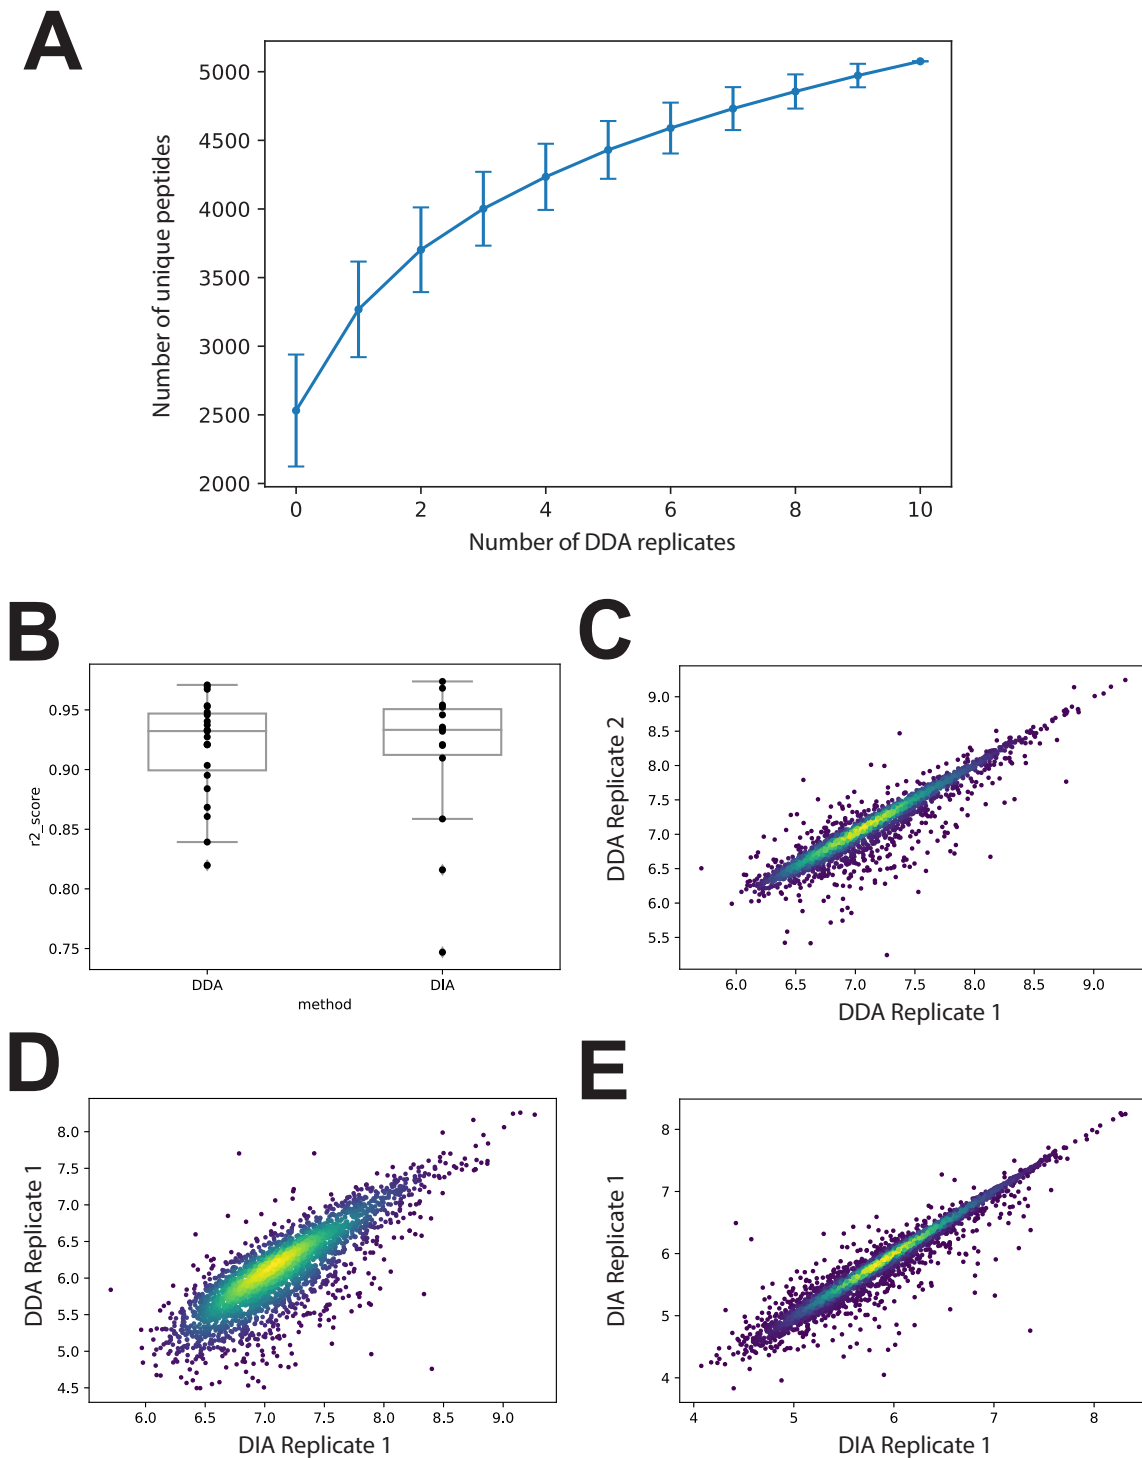 A
5000
4500
4000
3500
3000
2500
2000
Number of unique peptides
0 2 4 6 8 10
Number of DDA replicates
B
0.95
0.90
0.85
0.80
0.75
r2_score
DDA DIA
method
C
9.0
8.5
8.0
7.5
7.0
6.5
6.0
5.5
DDA Replicate 2
6.0 6.5 7.0 7.5 8.0 8.5 9.0
DDA Replicate 1
D
8.0
7.5
7.0
6.5
6.0
5.5
5.0
4.5
DDA Replicate 1
6.0 6.5 7.0 7.5 8.0 8.5 9.0
DIA Replicate 1
E
8
7
6
5
4
DIA Replicate 1
4 5 6 7 8
DIA Replicate 1